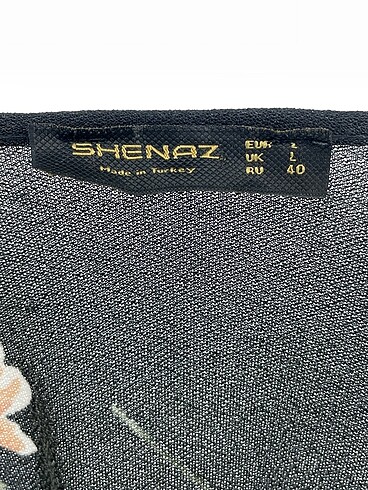 SHENAZ
Made in Turkey
EUR L
UK L
RU 40